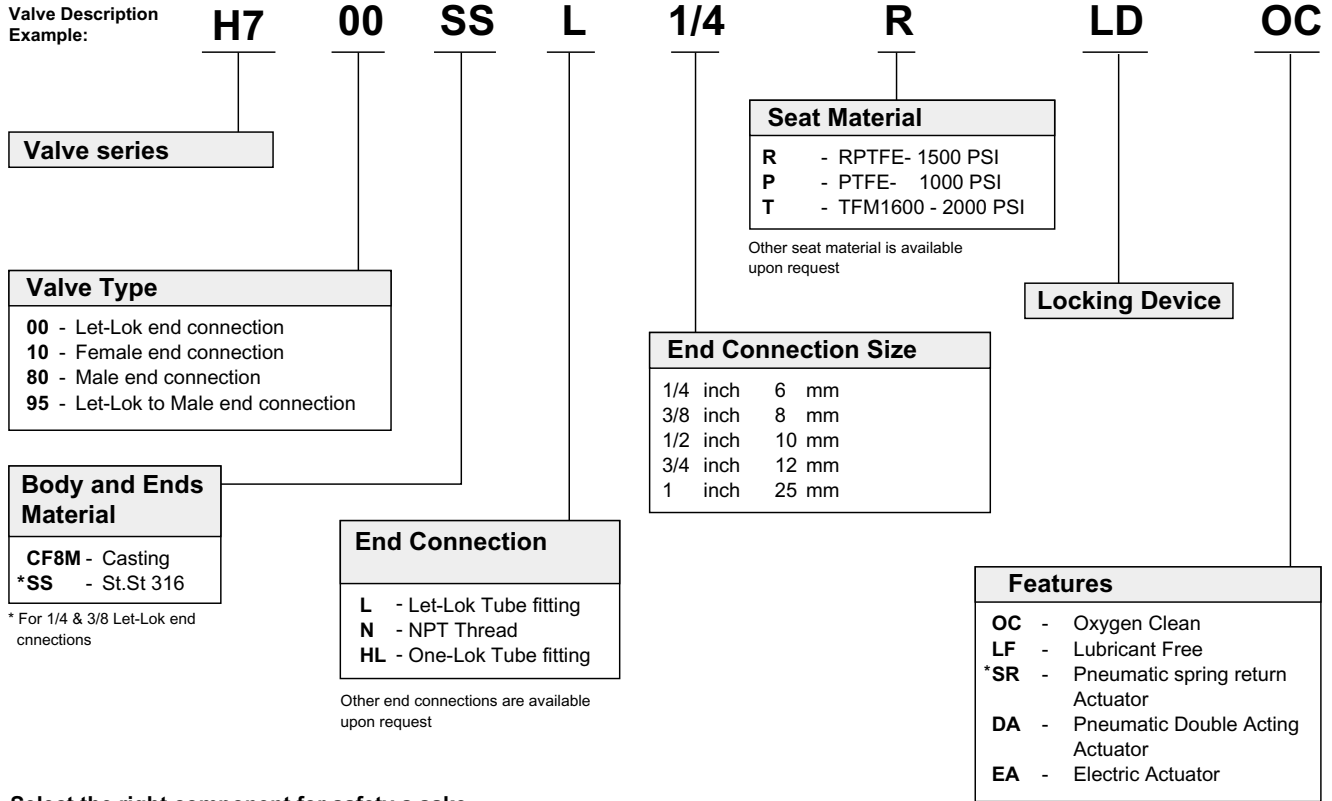 Valve Description
Example:
H7 00 SS L 1/4 R LD OC
Valve series
Seat Material
R - RPTFE- 1500 PSI
P - PTFE- 1000 PSI
T - TFM1600 - 2000 PSI
Other seat material is available
upon request
Valve Type
00 - Let-Lok end connection
10 - Female end connection
80 - Male end connection
95 - Let-Lok to Male end connection
Locking Device
End Connection Size
1/4 inch 6 mm
3/8 inch 8 mm
1/2 inch 10 mm
3/4 inch 12 mm
1 inch 25 mm
Body and Ends
Material
CF8M - Casting
*SS - St.St 316
* For 1/4 & 3/8 Let-Lok end
cnnections
End Connection
L - Let-Lok Tube fitting
N - NPT Thread
HL - One-Lok Tube fitting
Other end connections are available
upon request
Features
OC - Oxygen Clean
LF - Lubricant Free
*SR - Pneumatic spring return
Actuator
DA - Pneumatic Double Acting
Actuator
EA - Electric Actuator